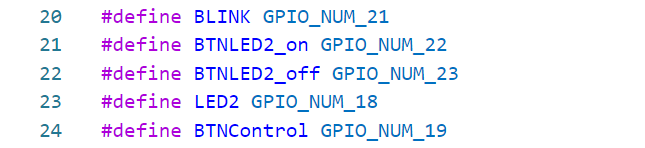 20 #define BLINK GPIO_NUM_21
21 #define BTNLED2_on GPIO_NUM_22
22 #define BTNLED2_off GPIO_NUM_23
23 #define LED2 GPIO_NUM_18
24 #define BTNControl GPIO_NUM_19